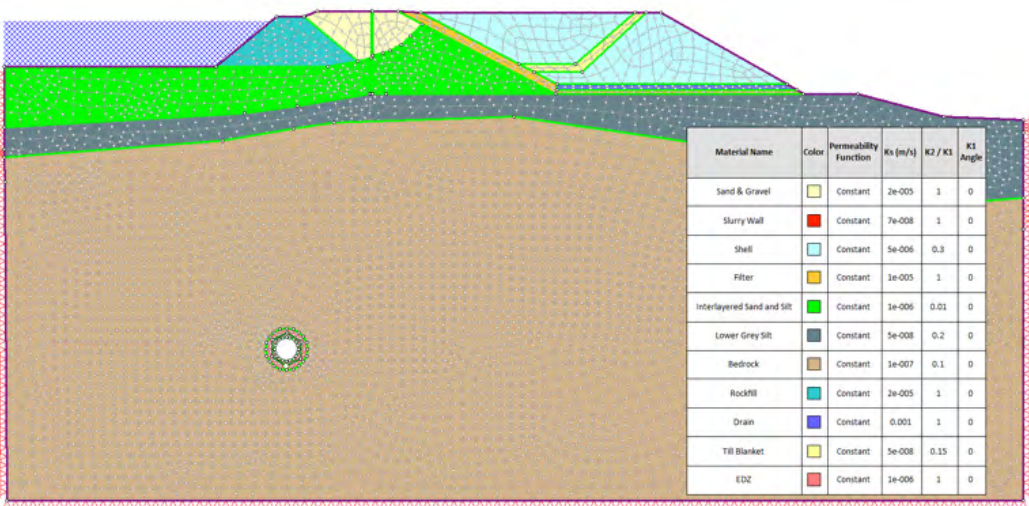 Material Name Color Permeability Function Ks (m/s) K2 / K1 K1 Angle
Sand & Gravel Constant 2e-005 1 0
Slurry Wall Constant 7e-008 1 0
Shell Constant 5e-006 0.3 0
Filter Constant 1e-005 1 0
Interlayered Sand and Silt Constant 1e-006 0.01 0
Lower Grey Silt Constant 5e-008 0.2 0
Bedrock Constant 1e-007 0.1 0
Rockfill Constant 2e-005 1 0
Drain Constant 0.001 1 0
Till Blanket Constant 5e-008 0.15 0
EDZ Constant 1e-006 1 0